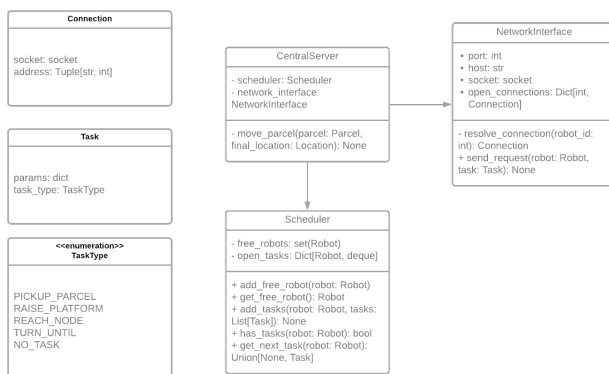 Connection
socket: socket
address: Tuple[str, int]
Task
params: dict
task_type: TaskType
<<enumeration>>
TaskType
PICKUP_PARCEL
RAISE_PLATFORM
REACH_NODE
TURN_UNTIL
NO_TASK
CentralServer
- scheduler: Scheduler
- network_interface:
NetworkInterface
- move_parcel(parcel: Parcel,
final_location: Location): None
Scheduler
- free_robots: set(Robot)
- open_tasks: Dict[Robot, deque]
+ add_free_robot(robot: Robot)
+ get_free_robot(): Robot
+ add_tasks(robot: Robot, tasks:
List[Task]): None
+ has_tasks(robot: Robot): bool
+ get_next_task(robot: Robot):
Union[None, Task]
NetworkInterface
• port: int
• host: str
• socket: socket
• open_connections: Dict[int,
Connection]
- resolve_connection(robot_id:
int): Connection
+ send_request(robot: Robot,
task: Task): None